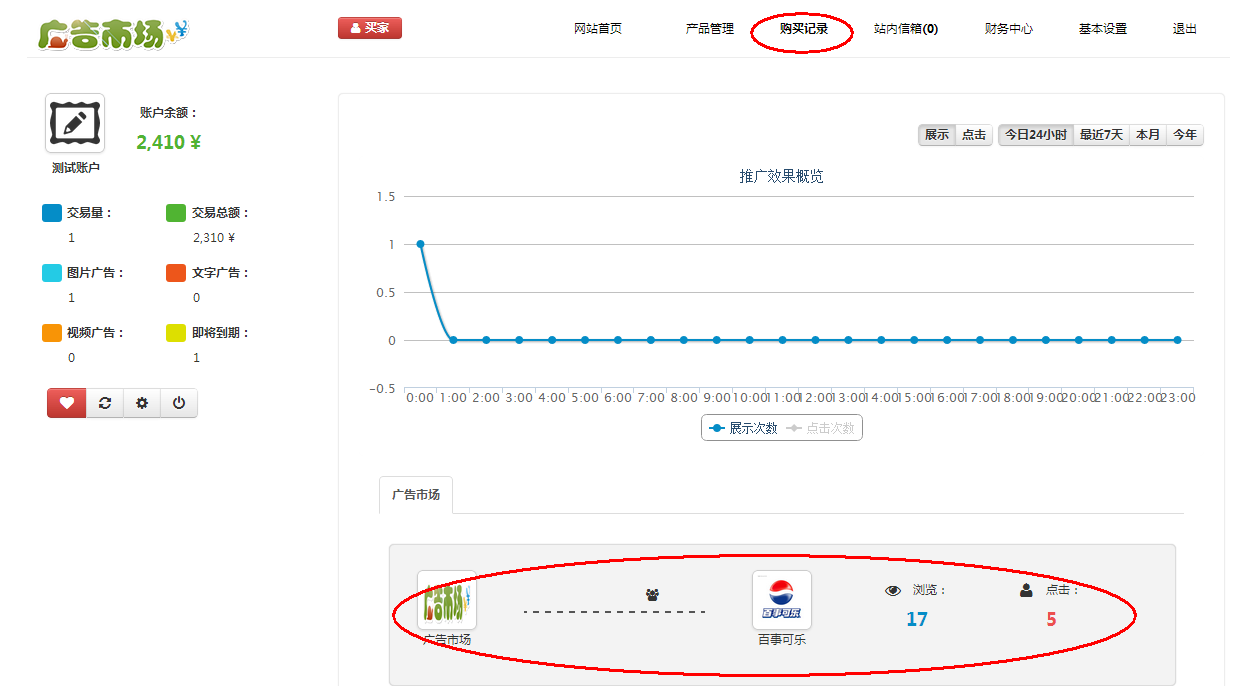 广告市场
买家
网站首页 产品管理 购买记录 站内信箱(0) 财务中心 基本设置 退出
账户余额：
2,410 ¥
测试账户
交易量： 交易总额：
1 2,310 ¥
图片广告： 文字广告：
1 0
视频广告： 即将到期：
0 1
展示 点击 今日24小时 最近7天 本月 今年
推广效果概览
1.5
1
0.5
0
-0.5
0:00 1:00 2:00 3:00 4:00 5:00 6:00 7:00 8:00 9:00 10:00 11:00 12:00 13:00 14:00 15:00 16:00 17:00 18:00 19:00 20:00 21:00 22:00 23:00
展示次数 点击次数
广告市场
广告市场
百事可乐
浏览： 点击：
17 5
广告市场 百事可乐